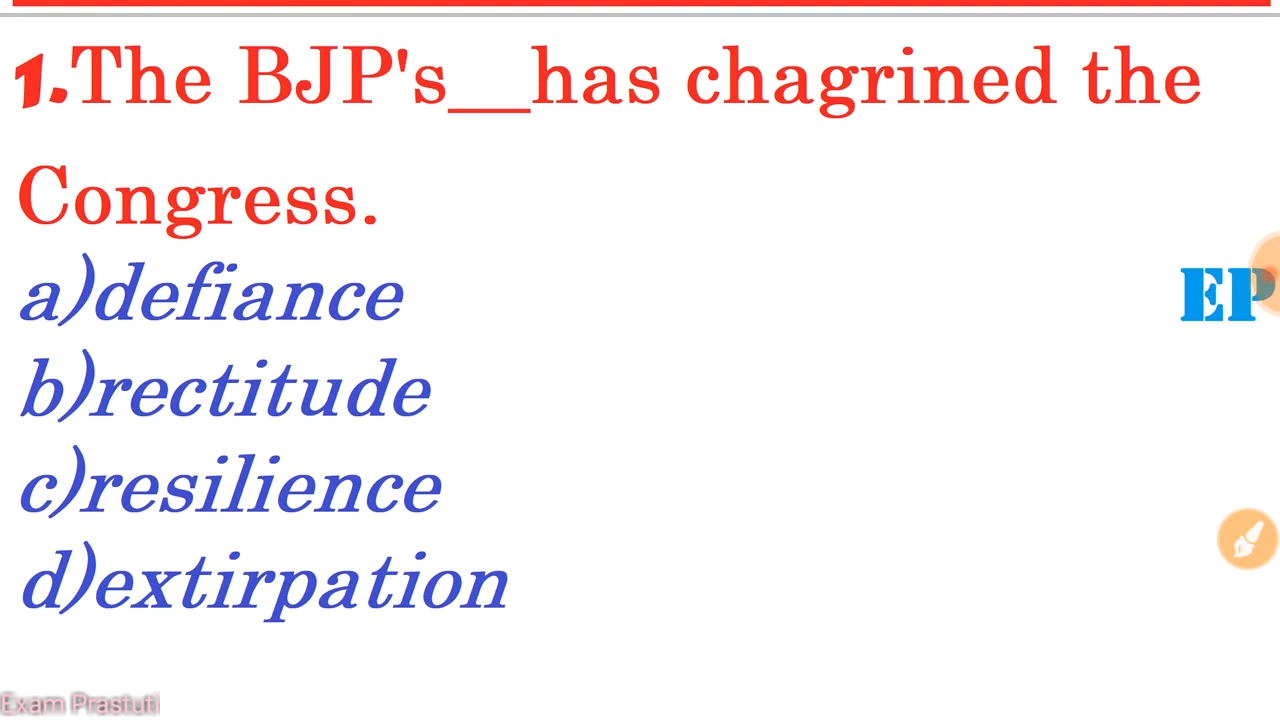 1.The BJP's__has chagrined the
Congress.
a)defiance
EP
b)rectitude
c)resilience
d)extirpation
Exam Prastuti